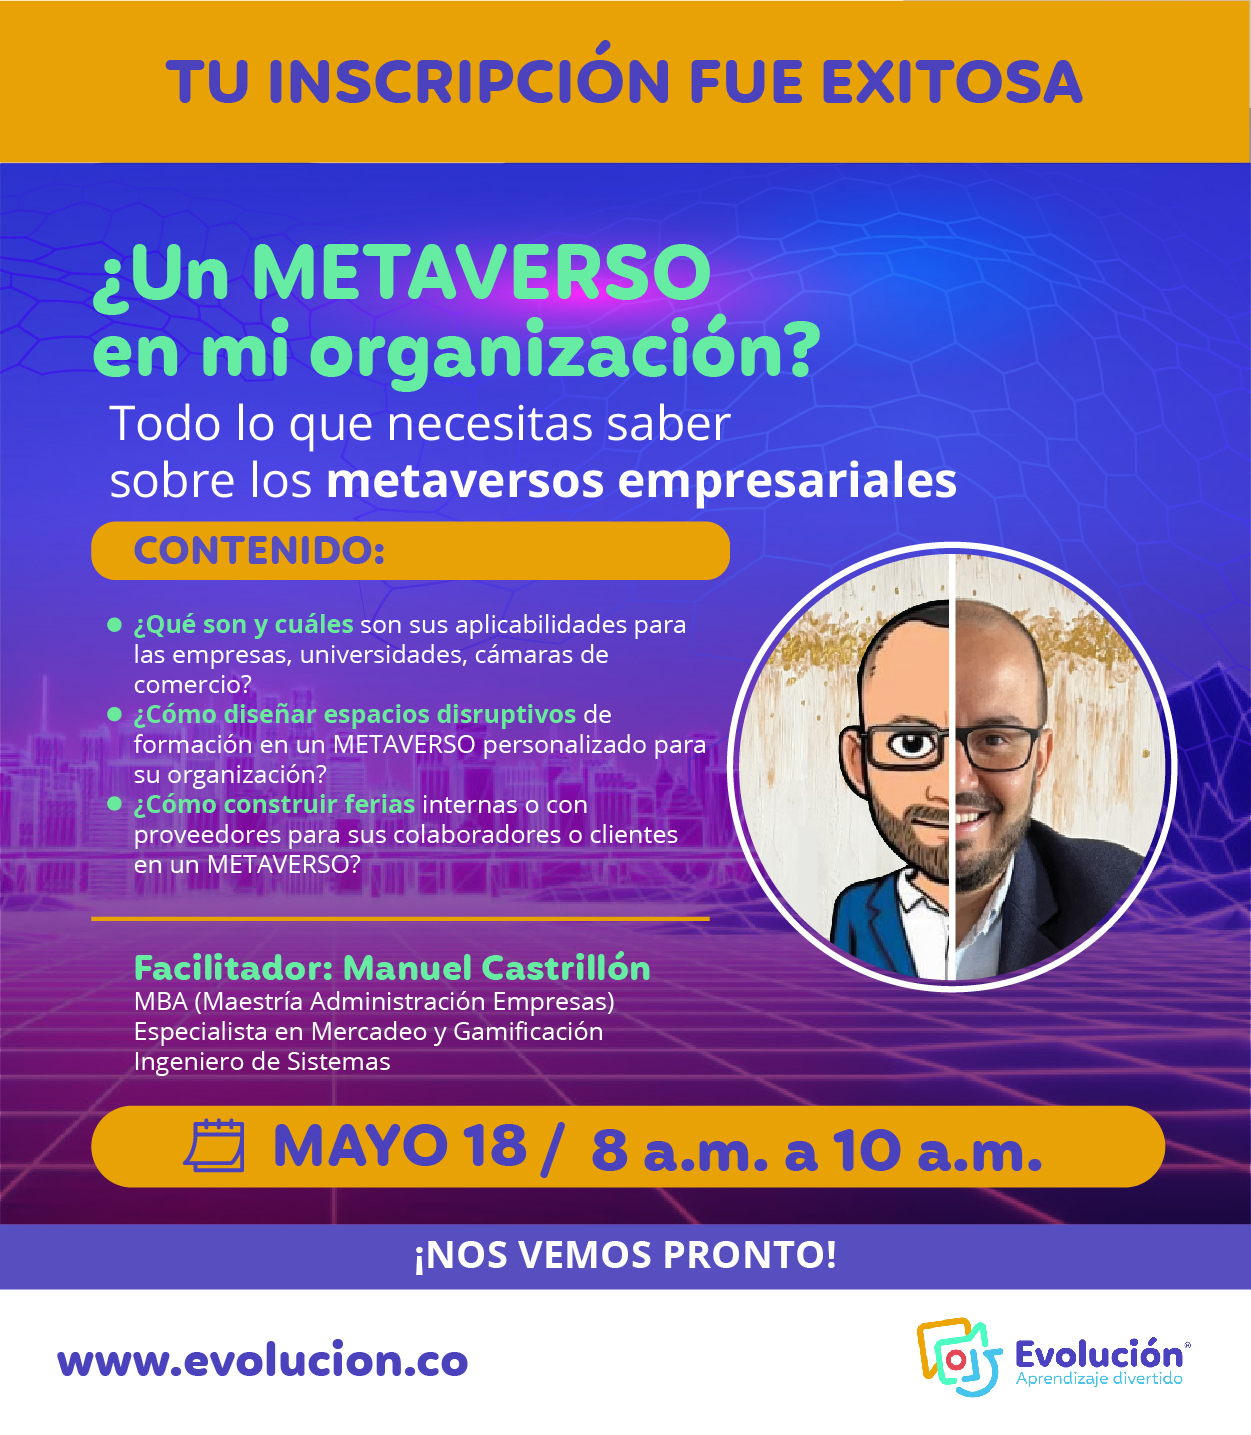 TU INSCRIPCIÓN FUE EXITOSA
¿Un METAVERSO
en mi organización?
Todo lo que necesitas saber
sobre los metaversos empresariales
CONTENIDO:
¿Qué son y cuáles son sus aplicabilidades para
las empresas, universidades, cámaras de
comercio?
¿Cómo diseñar espacios disruptivos de
formación en un METAVERSO personalizado para
su organización?
¿Cómo construir ferias internas o con
proveedores para sus colaboradores o clientes
en un METAVERSO?
Facilitador: Manuel Castrillón
MBA (Maestría Administración Empresas)
Especialista en Mercadeo y Gamificación
Ingeniero de Sistemas
MAYO 18 / 8 a.m. a 10 a.m.
¡NOS VEMOS PRONTO!
www.evolucion.co
Evolución®
Aprendizaje divertido